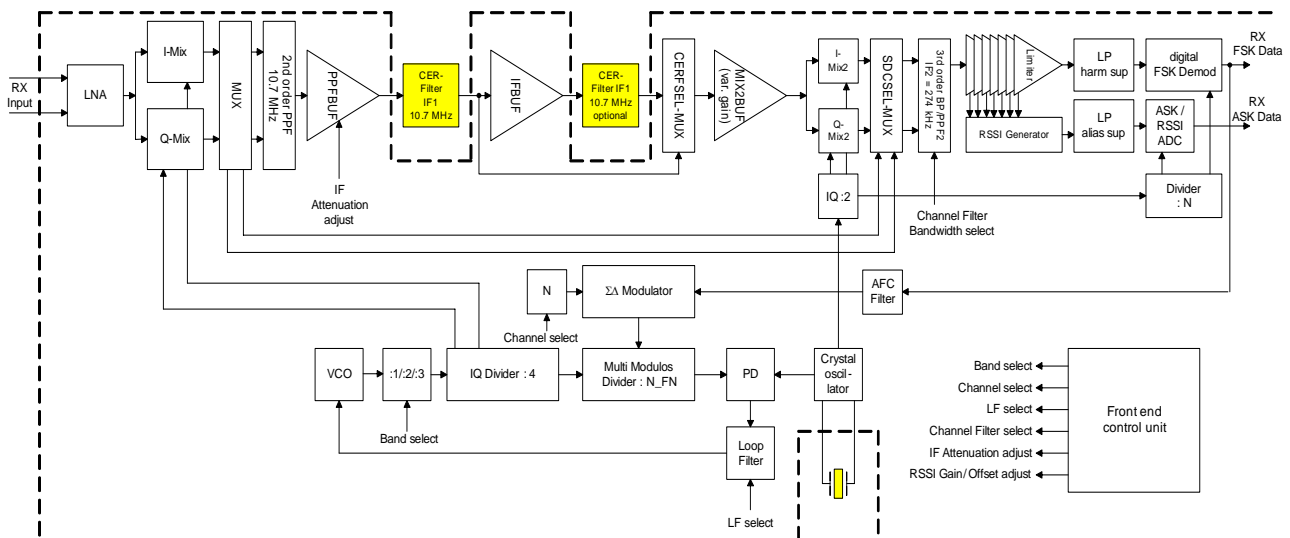 RX
Input
LNA
I-Mix
Q-Mix
MUX
2nd order PPF
10.7 MHz
PPFBUF
IF
Attenuation
adjust
CER-
Filter
IF1
10.7 MHz
IFBUF
CER-
Filter IF1
10.7 MHz
optional
CERFSEL-MUX
MIX2BUF
(var. gain)
I-
Mix2
Q-
Mix2
IQ :2
SDCSEL-MUX
3rd order BP/PPF2
IF2 = 274 kHz
Channel Filter
Bandwidth select
Limiter
RSSI Generator
LP
harm sup
LP
alias sup
digital
FSK Demod
ASK /
RSSI
ADC
Divider
: N
RX
FSK Data
RX
ASK Data
N
Channel select
ΣΔ Modulator
AFC
Filter
VCO
:1/:2/:3
Band select
IQ Divider : 4
Multi Modulos
Divider : N_FN
PD
Crystal
oscil-
lator
Loop
Filter
LF select
Band select
Channel select
LF select
Channel Filter select
IF Attenuation adjust
RSSI Gain/Offset adjust
Front end
control unit